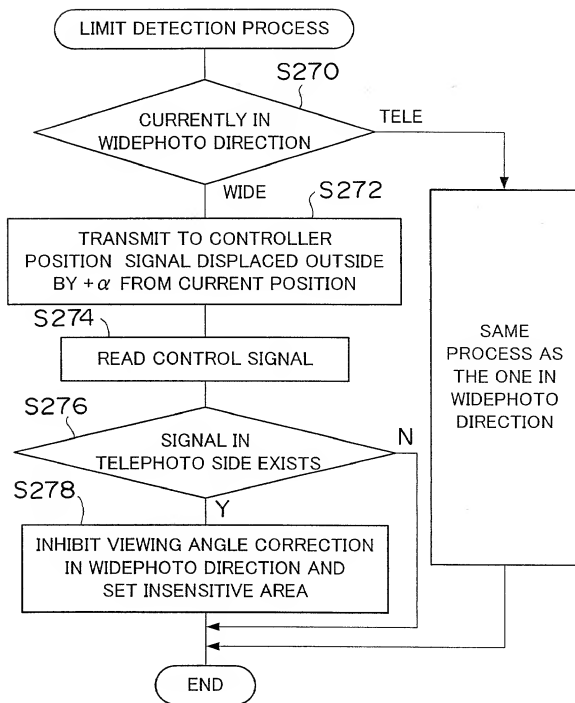 LIMIT DETECTION PROCESS
S270
CURRENTLY IN
WIDEPHOTO DIRECTION
TELE
WIDE
S272
TRANSMIT TO CONTROLLER
POSITION SIGNAL DISPLACED OUTSIDE
BY +α FROM CURRENT POSITION
S274
READ CONTROL SIGNAL
S276
SIGNAL IN
TELEPHOTO SIDE EXISTS
N
Y
S278
INHIBIT VIEWING ANGLE CORRECTION
IN WIDEPHOTO DIRECTION AND
SET INSENSITIVE AREA
SAME
PROCESS AS
THE ONE IN
WIDEPHOTO
DIRECTION
END